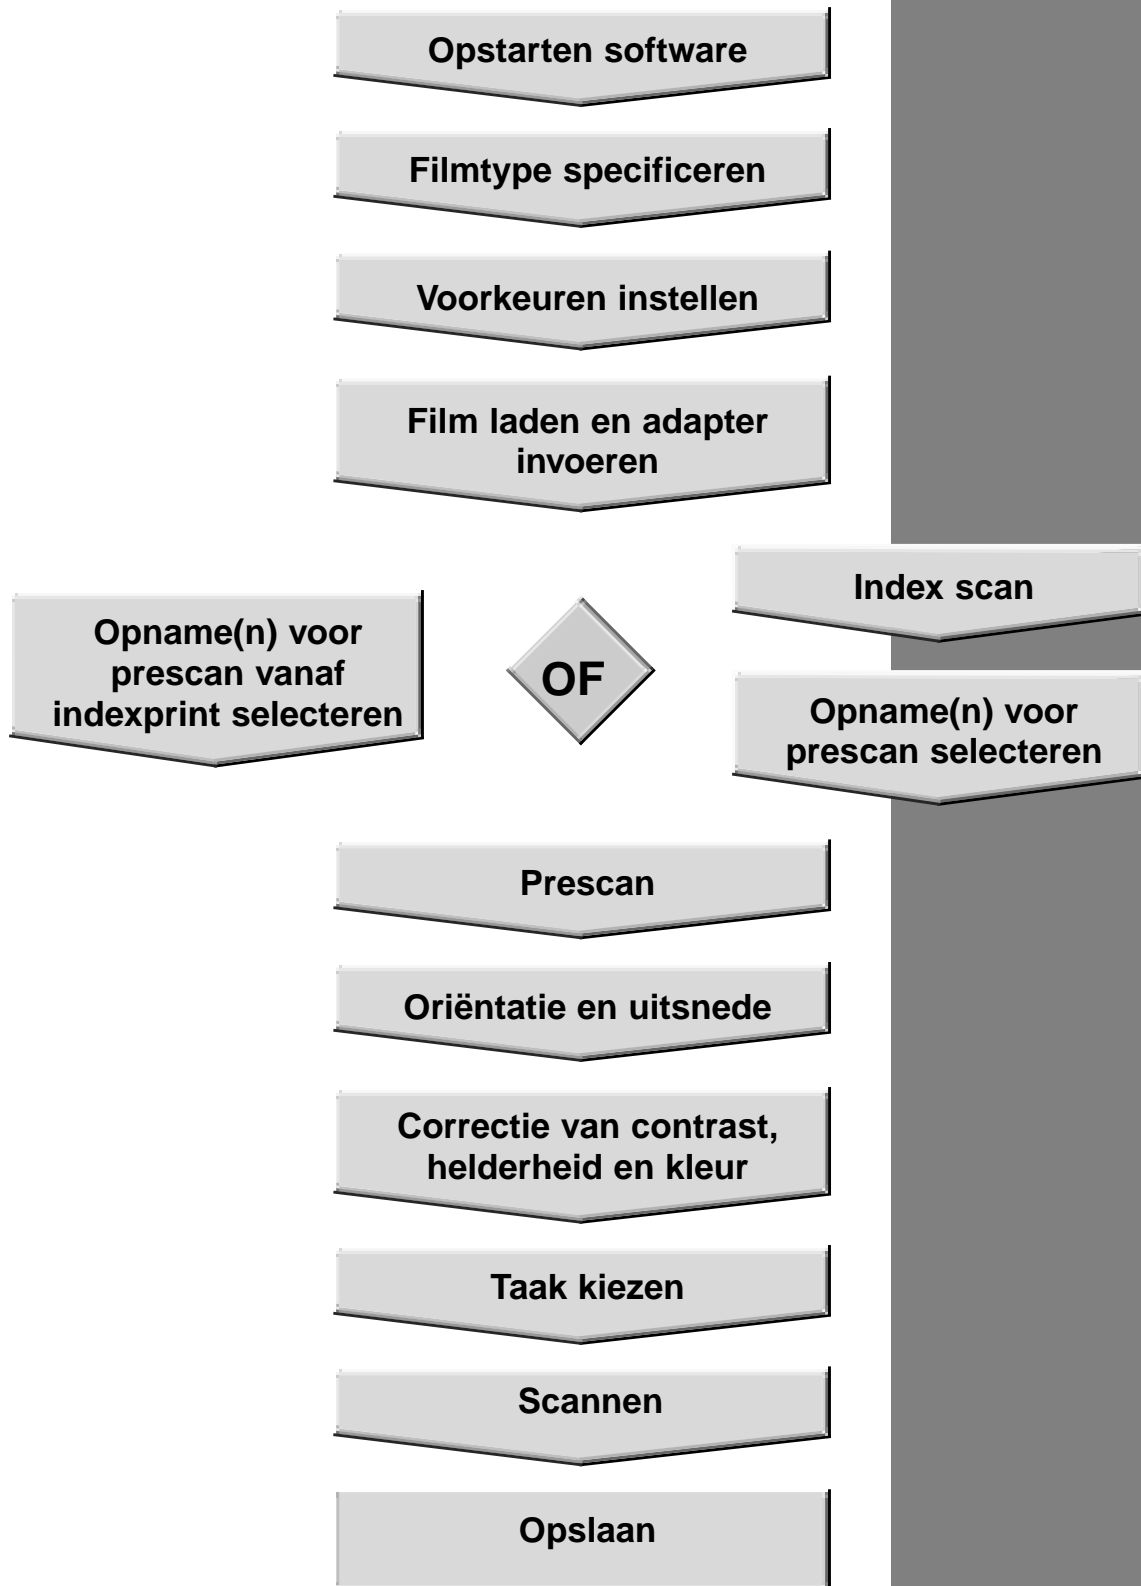 Opstarten software
Filmtype specificeren
Voorkeuren instellen
Film laden en adapter
invoeren
Opname(n) voor
prescan vanaf
indexprint selecteren
OF
Index scan
Opname(n) voor
prescan selecteren
Prescan
Oriëntatie en uitsnede
Correctie van contrast,
helderheid en kleur
Taak kiezen
Scannen
Opslaan